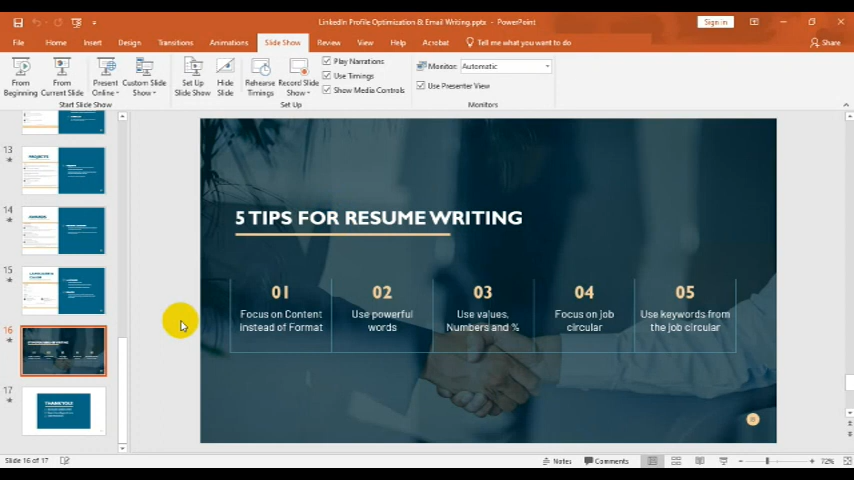 LinkedIn Profile Optimization & Email Writing.pptx - PowerPoint
Sign in
File Home Insert Design Transitions Animations Slide Show Review View Help Acrobat Tell me what you want to do
Share
From Beginning
From Current Slide
Present Online
Custom Slide Show
Set Up Slide Show
Hide Slide
Rehearse Timings
Record Slide Show
Play Narrations
Use Timings
Show Media Controls
Monitor: Automatic
Use Presenter View
Start Slide Show
Set Up
Monitors
13
PROJECTS
14
15
16
17
THANK YOU!
5 TIPS FOR RESUME WRITING
01
Focus on Content
instead of Format
02
Use powerful
words
03
Use values,
Numbers and %
04
Focus on job
circular
05
Use keywords from
the job circular
Slide 16 of 17
Notes
Comments
72%